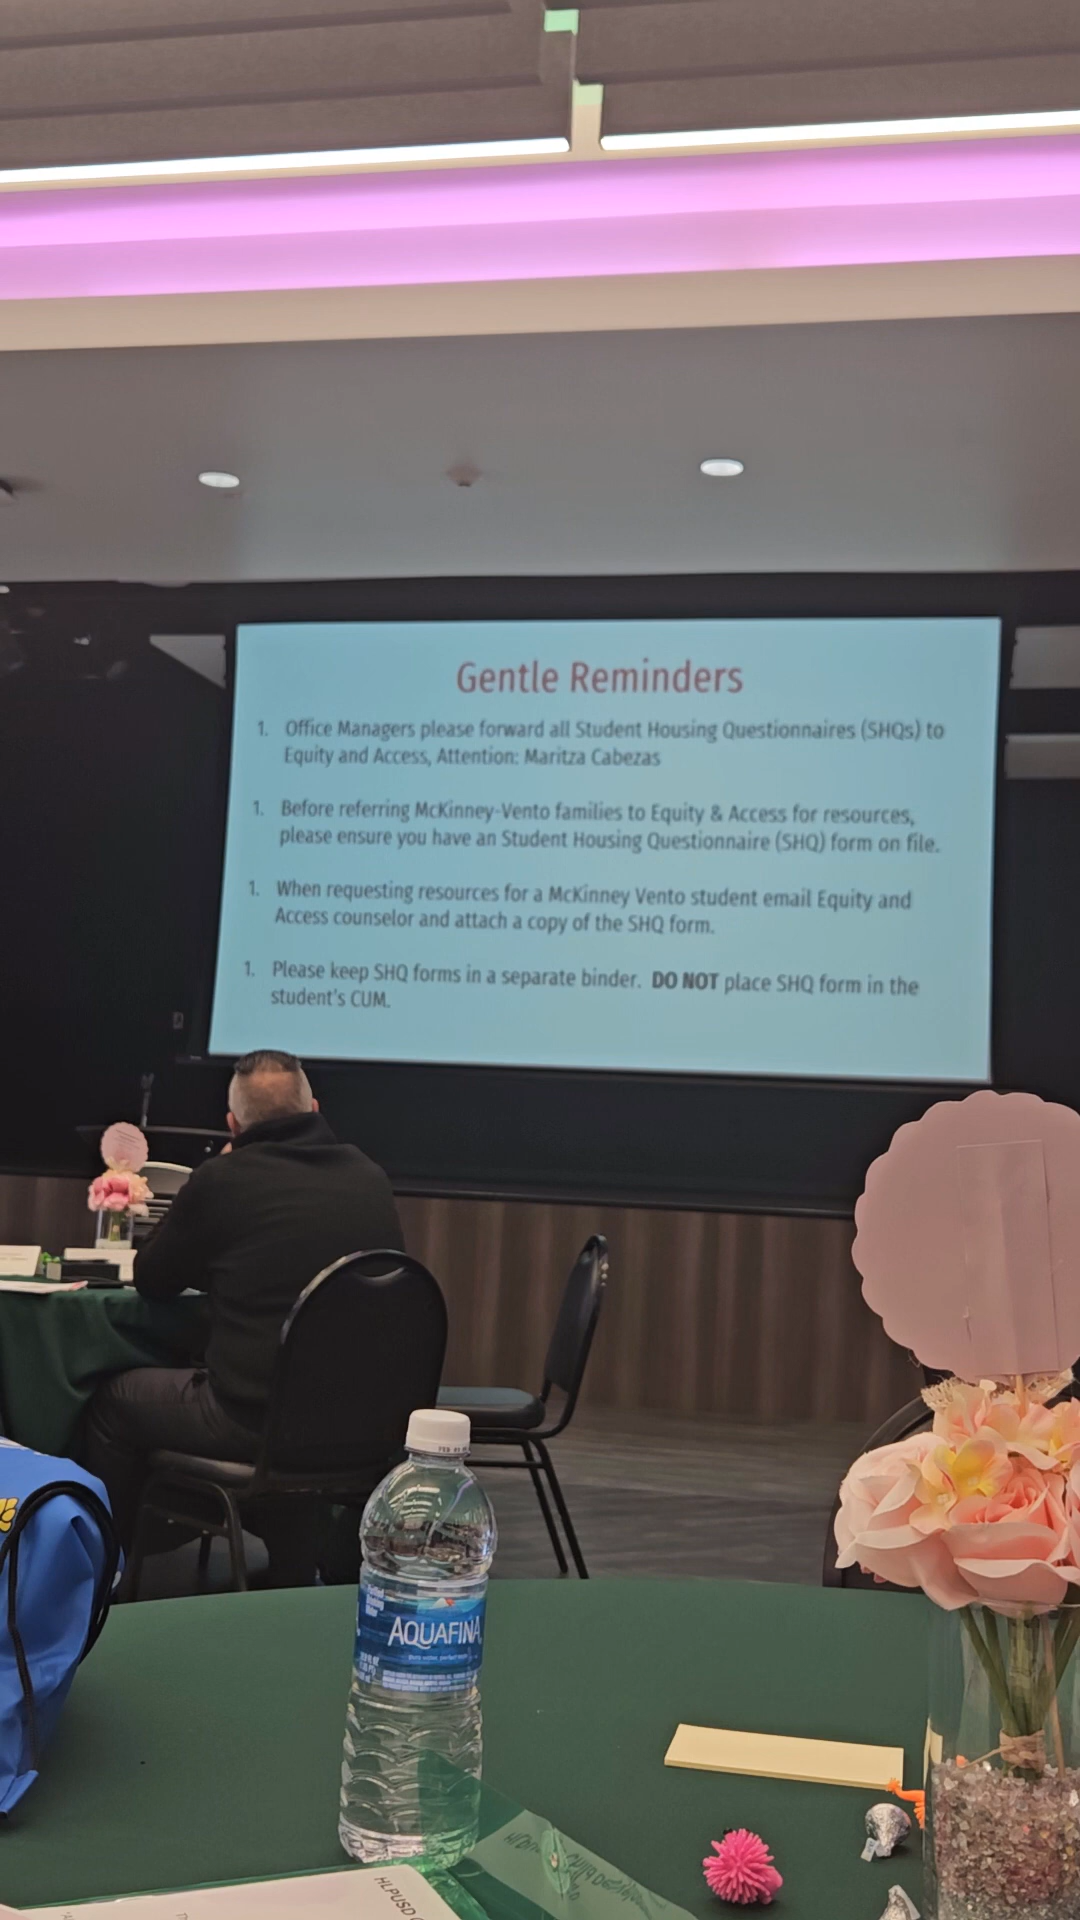 Gentle Reminders
1. Office Managers please forward all Student Housing Questionnaires (SHQs) to
Equity and Access, Attention: Maritza Cabezas
1. Before referring McKinney-Vento families to Equity & Access for resources,
please ensure you have an Student Housing Questionnaire (SHQ) form on file.
1. When requesting resources for a McKinney Vento student email Equity and
Access counselor and attach a copy of the SHQ form.
1. Please keep SHQ forms in a separate binder. DO NOT place SHQ form in the
student's CUM.
AQUAFINA
HLPUSD